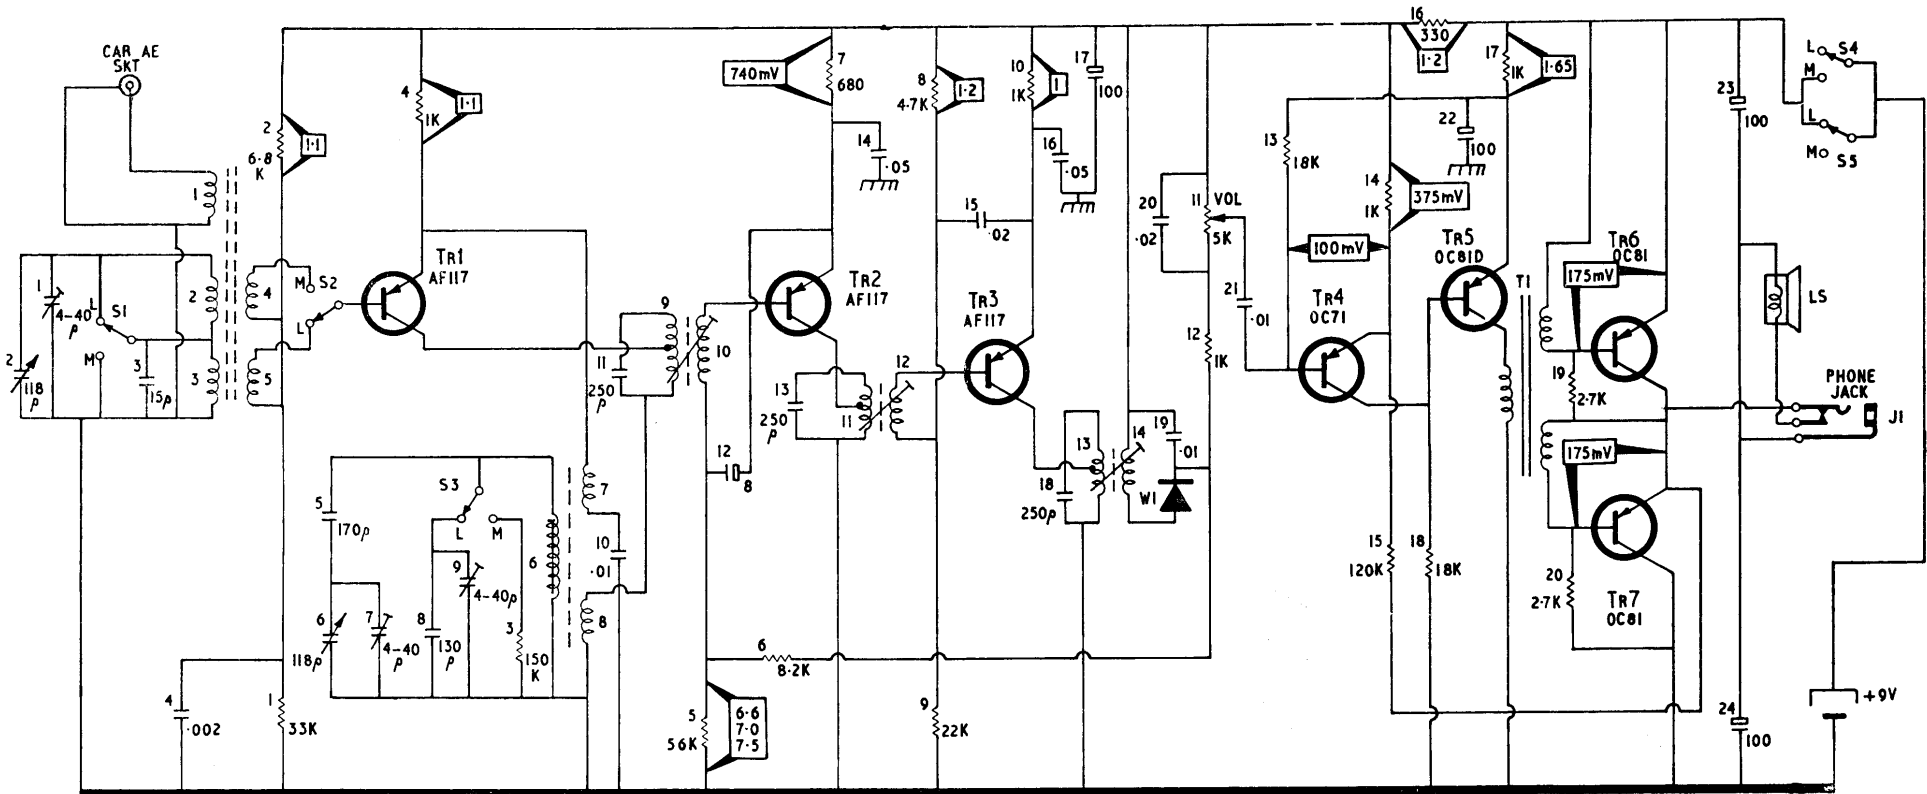 CAR AE
SKT
1
2
6·8
K
1·1
4
1K
1·1
TR1
AF117
M
S2
L
1
4-40
p
L
S1
M
2
118
p
3
15p
2
3
4
5
5
170p
6
118p
7
4-40
p
S3
L
M
9
4-40p
8
130
p
3
150
K
6
7
8
10
·01
4
·002
1
33K
740mV
7
680
14
·05
TR2
AF117
9
10
11
250
p
13
250
p
11
12
12
8
6
8·2K
5
56K
6·6
7·0
7·5
8
4·7K
1·2
10
1K
1
17
100
16
·05
15
·02
TR3
AF117
9
22K
18
250p
13
14
19
·01
W1
20
·02
11
VOL
5K
21
·01
12
1K
16
330
1·2
17
1K
1·65
13
18K
22
100
14
1K
375mV
100mV
TR4
OC71
TR5
OC81D
T1
15
120K
18
18K
TR6
OC81
175mV
19
2·7K
175mV
20
2·7K
TR7
OC81
23
100
24
100
LS
PHONE
JACK
J1
L
S4
M
L
M
S5
+9V